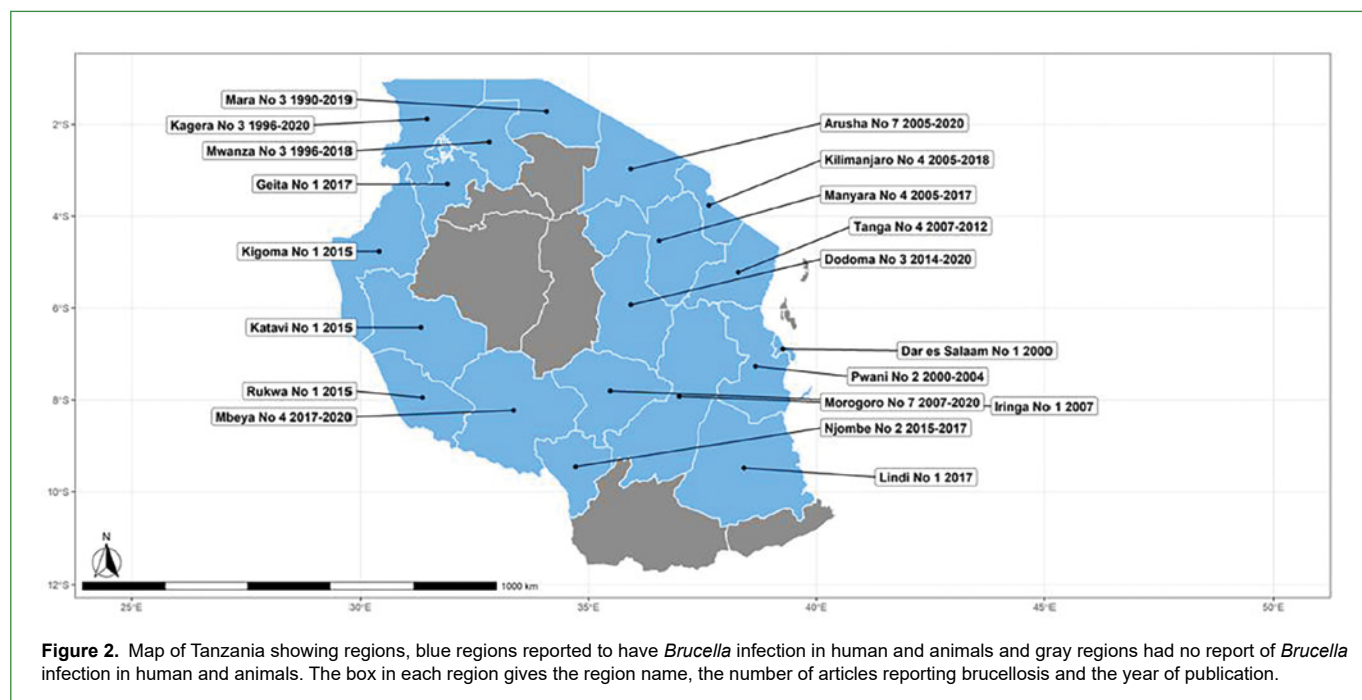 Mara No 3 1990-2019
Kagera No 3 1996-2020
Mwanza No 3 1996-2018
Geita No 1 2017
Kigoma No 1 2015
Katavi No 1 2015
Rukwa No 1 2015
Mbeya No 4 2017-2020
Arusha No 7 2005-2020
Kilimanjaro No 4 2005-2018
Manyara No 4 2005-2017
Tanga No 4 2007-2012
Dodoma No 3 2014-2020
Dar es Salaam No 1 2000
Pwani No 2 2000-2004
Morogoro No 7 2007-2020
Iringa No 1 2007
Njombe No 2 2015-2017
Lindi No 1 2017
2°S
4°S
6°S
8°S
10°S
12°S
N
1000 km
25°E
30°E
35°E
40°E
45°E
50°E
Figure 2. Map of Tanzania showing regions, blue regions reported to have Brucella infection in human and animals and gray regions had no report of Brucella
infection in human and animals. The box in each region gives the region name, the number of articles reporting brucellosis and the year of publication.